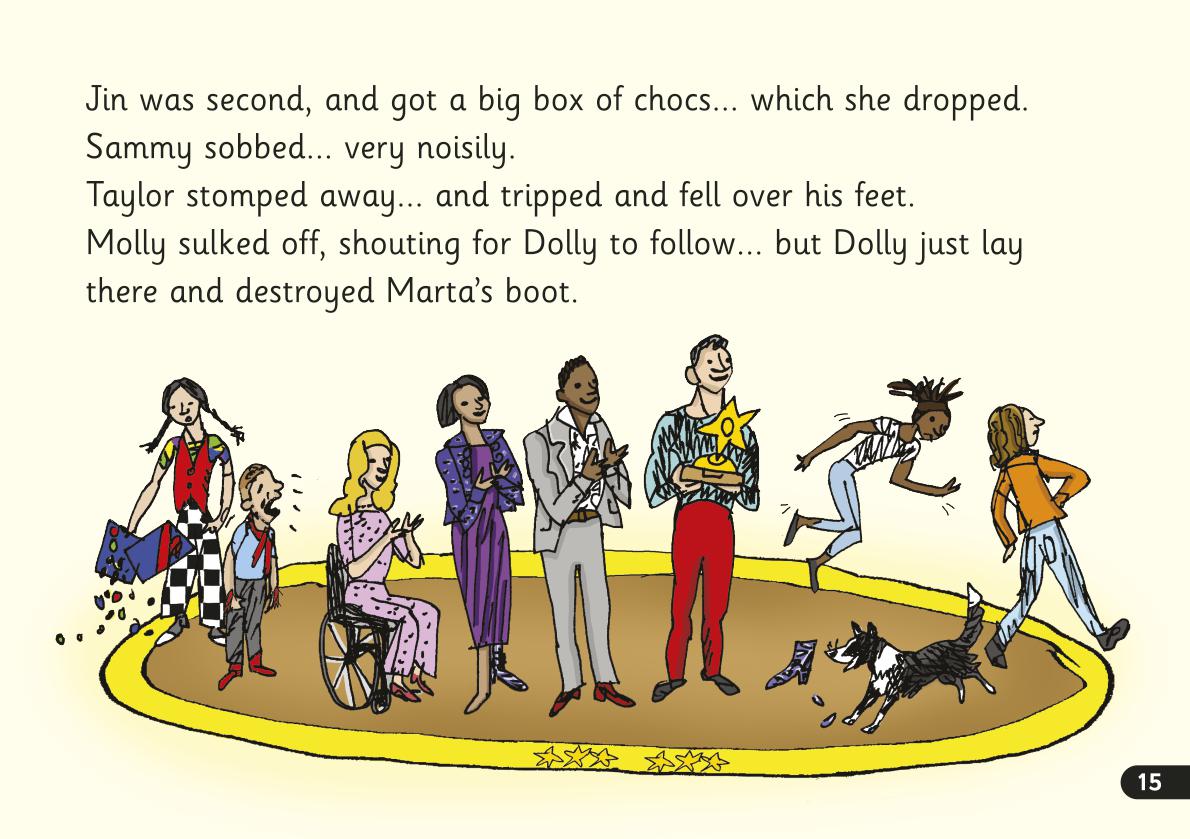 Jin was second, and got a big box of chocs... which she dropped.
Sammy sobbed... very noisily.
Taylor stomped away... and tripped and fell over his feet.
Molly sulked off, shouting for Dolly to follow... but Dolly just lay
there and destroyed Marta’s boot.
15